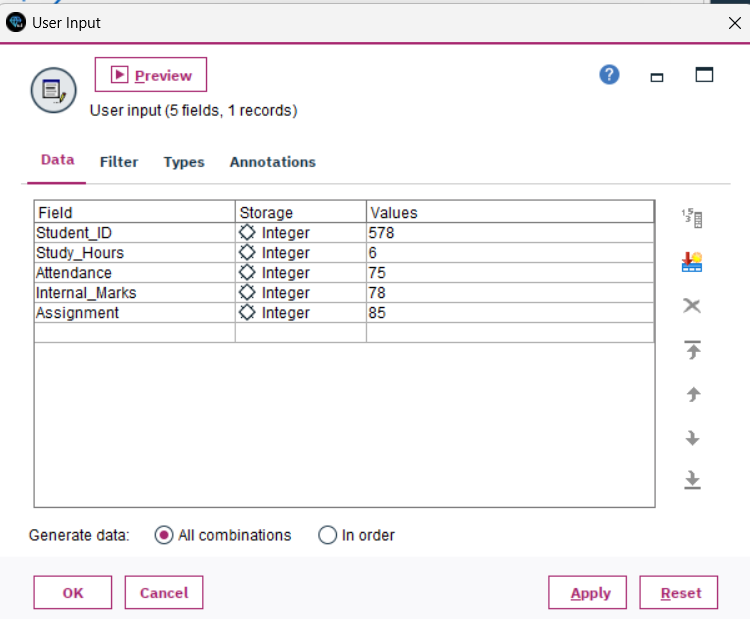 User Input
Preview
User input (5 fields, 1 records)
Data Filter Types Annotations
Field Storage Values
Student_ID Integer 578
Study_Hours Integer 6
Attendance Integer 75
Internal_Marks Integer 78
Assignment Integer 85
Generate data: All combinations In order
OK Cancel Apply Reset